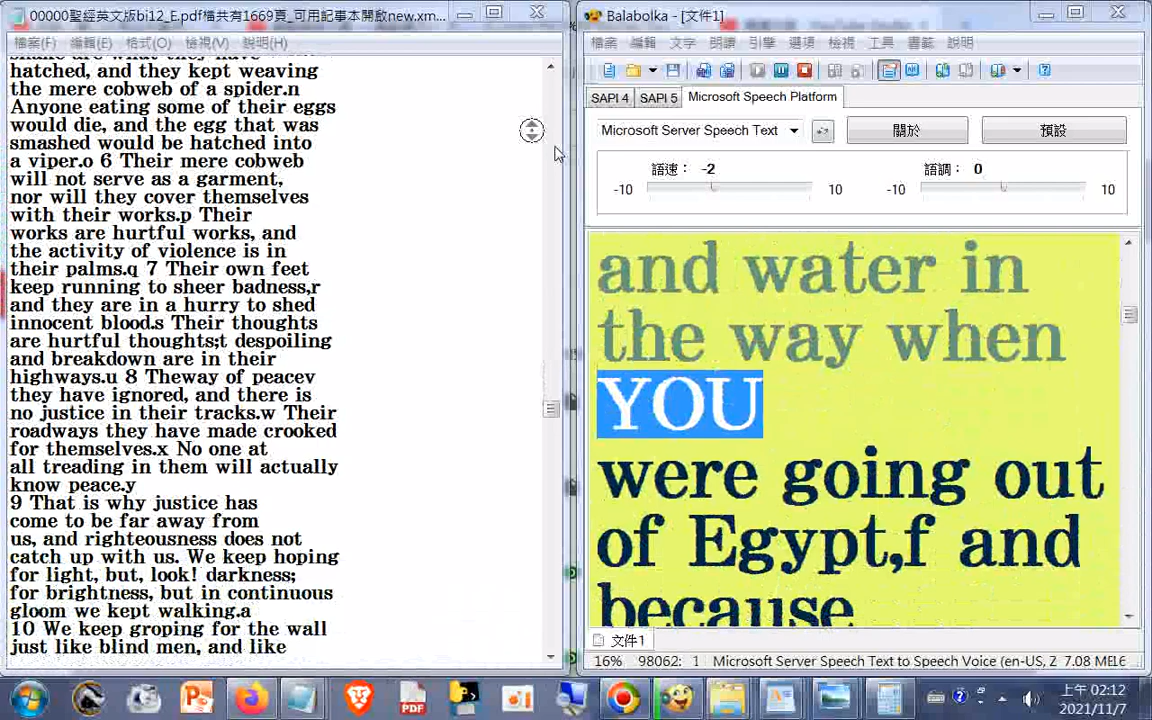 00000聖經英文版bi12_E.pdf檔共有1669頁_可用記事本開啟new.xm...
檔案(F) 編輯(E) 格式(O) 檢視(V) 說明(H)
hatched, and they kept weaving
the mere cobweb of a spider.n
Anyone eating some of their eggs
would die, and the egg that was
smashed would be hatched into
a viper.o 6 Their mere cobweb
will not serve as a garment,
nor will they cover themselves
with their works.p Their
works are hurtful works, and
the activity of violence is in
their palms.q 7 Their own feet
keep running to sheer badness,r
and they are in a hurry to shed
innocent blood.s Their thoughts
are hurtful thoughts;t despoiling
and breakdown are in their
highways.u 8 Theway of peacev
they have ignored, and there is
no justice in their tracks.w Their
roadways they have made crooked
for themselves.x No one at
all treading in them will actually
know peace.y
9 That is why justice has
come to be far away from
us, and righteousness does not
catch up with us. We keep hoping
for light, but, look! darkness;
for brightness, but in continuous
gloom we kept walking.a
10 We keep groping for the wall
just like blind men, and like
Balabolka - [文件1]
檔案 編輯 文字 朗讀 引擎 選項 檢視 工具 書籤 說明
SAPI 4 SAPI 5 Microsoft Speech Platform
Microsoft Server Speech Text 關於 預設
語速： -2 語調： 0
-10 10 -10 10
and water in
the way when
YOU
were going out
of Egypt,f and
because
文件1
16% 98062: 1 Microsoft Server Speech Text to Speech Voice (en-US, Z 7.08 ME
PDF
上午 02:12
2021/11/7